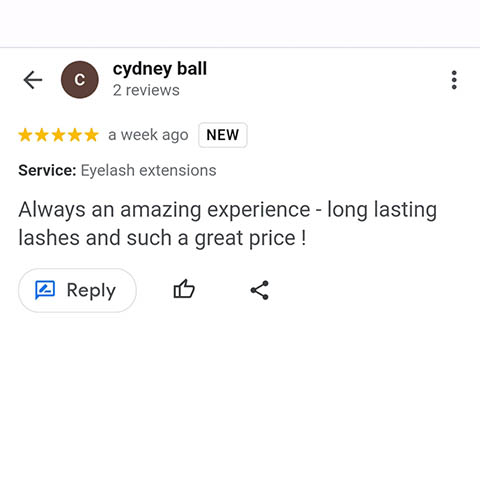 C
cydney ball
2 reviews
a week ago NEW
Service: Eyelash extensions
Always an amazing experience - long lasting
lashes and such a great price !
Reply